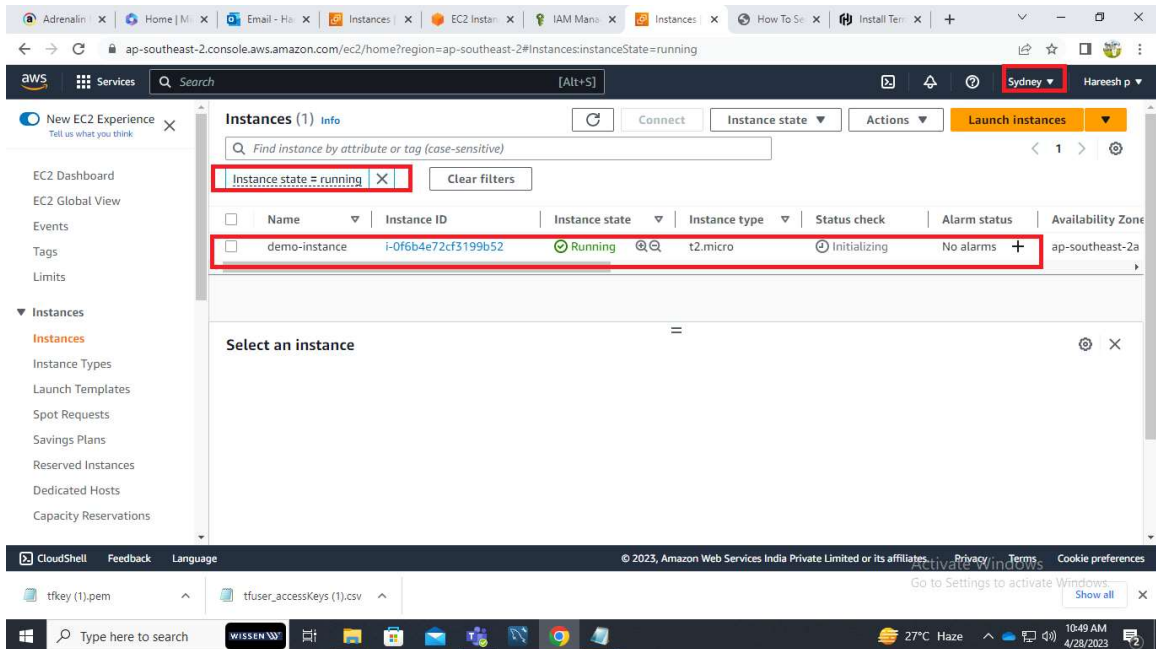 Adrenalin
Home | M
Email - Ha
Instances
EC2 Instan
IAM Mana
Instances
How To Se
Install Terr
ap-southeast-2.console.aws.amazon.com/ec2/home?region=ap-southeast-2#Instances:instanceState=running
aws Services Search [Alt+S] Sydney ▼ Hareesh p ▼
New EC2 Experience
Tell us what you think
EC2 Dashboard
EC2 Global View
Events
Tags
Limits
▼ Instances
Instances
Instance Types
Launch Templates
Spot Requests
Savings Plans
Reserved Instances
Dedicated Hosts
Capacity Reservations
Instances (1) Info Connect Instance state ▼ Actions ▼ Launch instances ▼
Find instance by attribute or tag (case-sensitive) < 1 >
Instance state = running Clear filters
Name Instance ID Instance state Instance type Status check Alarm status Availability Zone
demo-instance i-0f6b4e72cf3199b52 Running t2.micro Initializing No alarms + ap-southeast-2a
Select an instance
CloudShell Feedback Language © 2023, Amazon Web Services India Private Limited or its affiliates. Privacy Terms Cookie preferences
Activate Windows
Go to Settings to activate Windows.
tfkey (1).pem tfuser_accessKeys (1).csv Show all
Type here to search WISSEN 27°C Haze 10:49 AM
4/28/2023
2